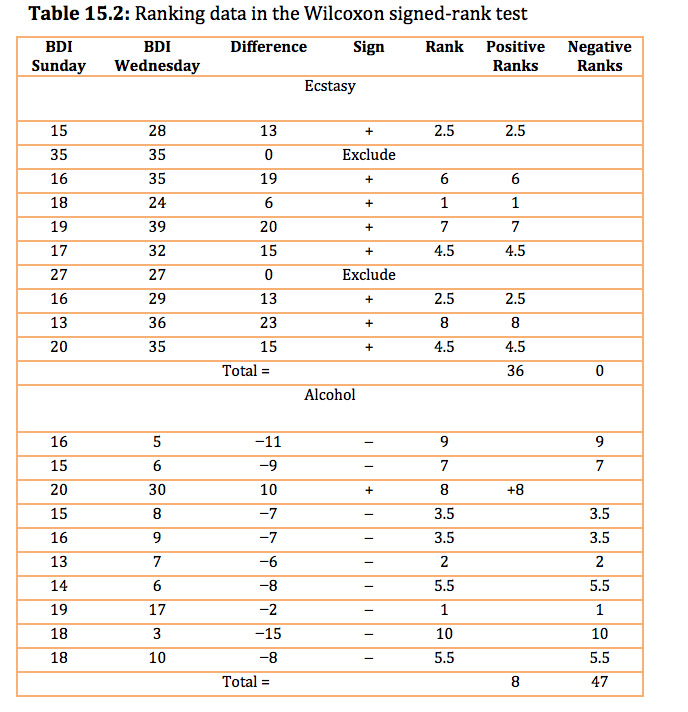 Table 15.2: Ranking data in the Wilcoxon signed-rank test
BDI BDI Difference Sign Rank Positive Negative
Sunday Wednesday Ranks Ranks
Ecstasy
15 28 13 + 2.5 2.5
35 35 0 Exclude
16 35 19 + 6 6
18 24 6 + 1 1
19 39 20 + 7 7
17 32 15 + 4.5 4.5
27 27 0 Exclude
16 29 13 + 2.5 2.5
13 36 23 + 8 8
20 35 15 + 4.5 4.5
Total = 36 0
Alcohol
16 5 −11 − 9 9
15 6 −9 − 7 7
20 30 10 + 8 +8
15 8 −7 − 3.5 3.5
16 9 −7 − 3.5 3.5
13 7 −6 − 2 2
14 6 −8 − 5.5 5.5
19 17 −2 − 1 1
18 3 −15 − 10 10
18 10 −8 − 5.5 5.5
Total = 8 47